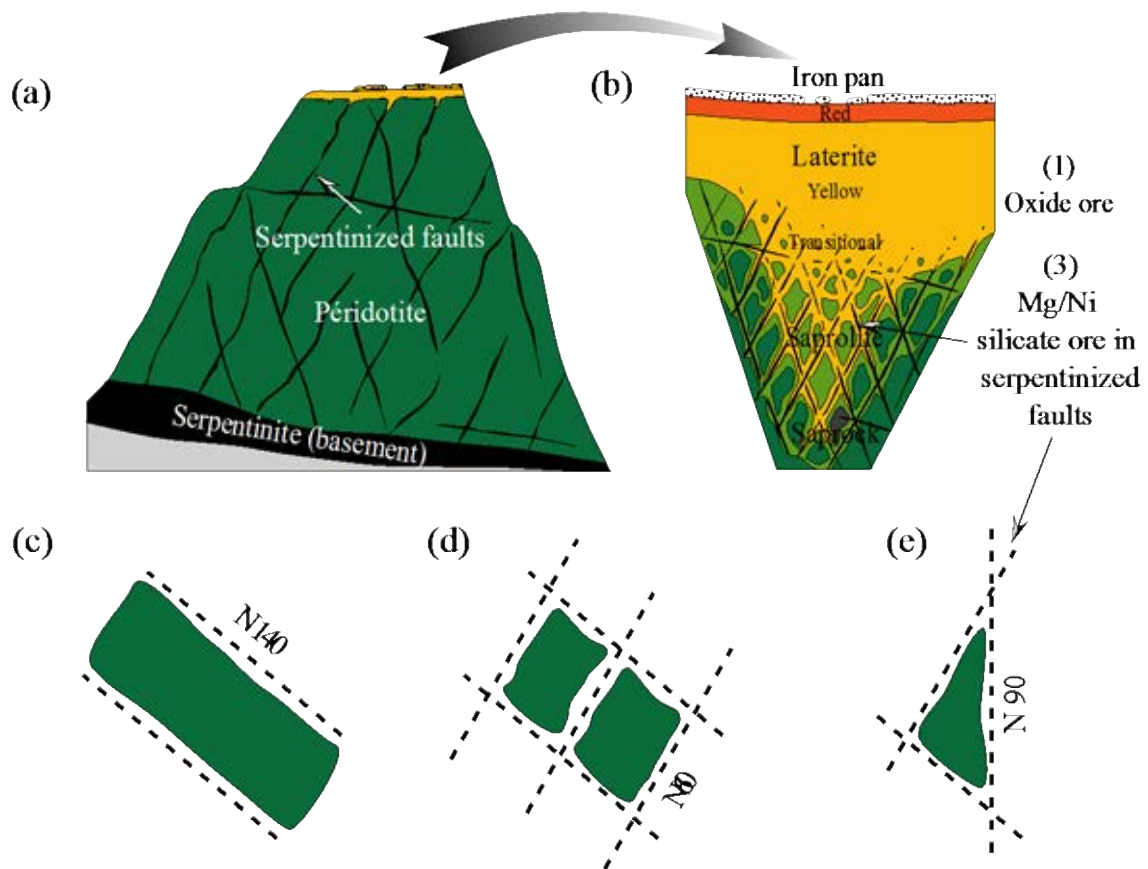 (a)
Serpentinized faults
Péridotite
Serpentinite (basement)
(b)
Iron pan
Red
Laterite
Yellow
Transitional
Saprolite
Saprock
(1)
Oxide ore
(3)
Mg/Ni
silicate ore in
serpentinized
faults
(c)
N140
(d)
(e)
N 90